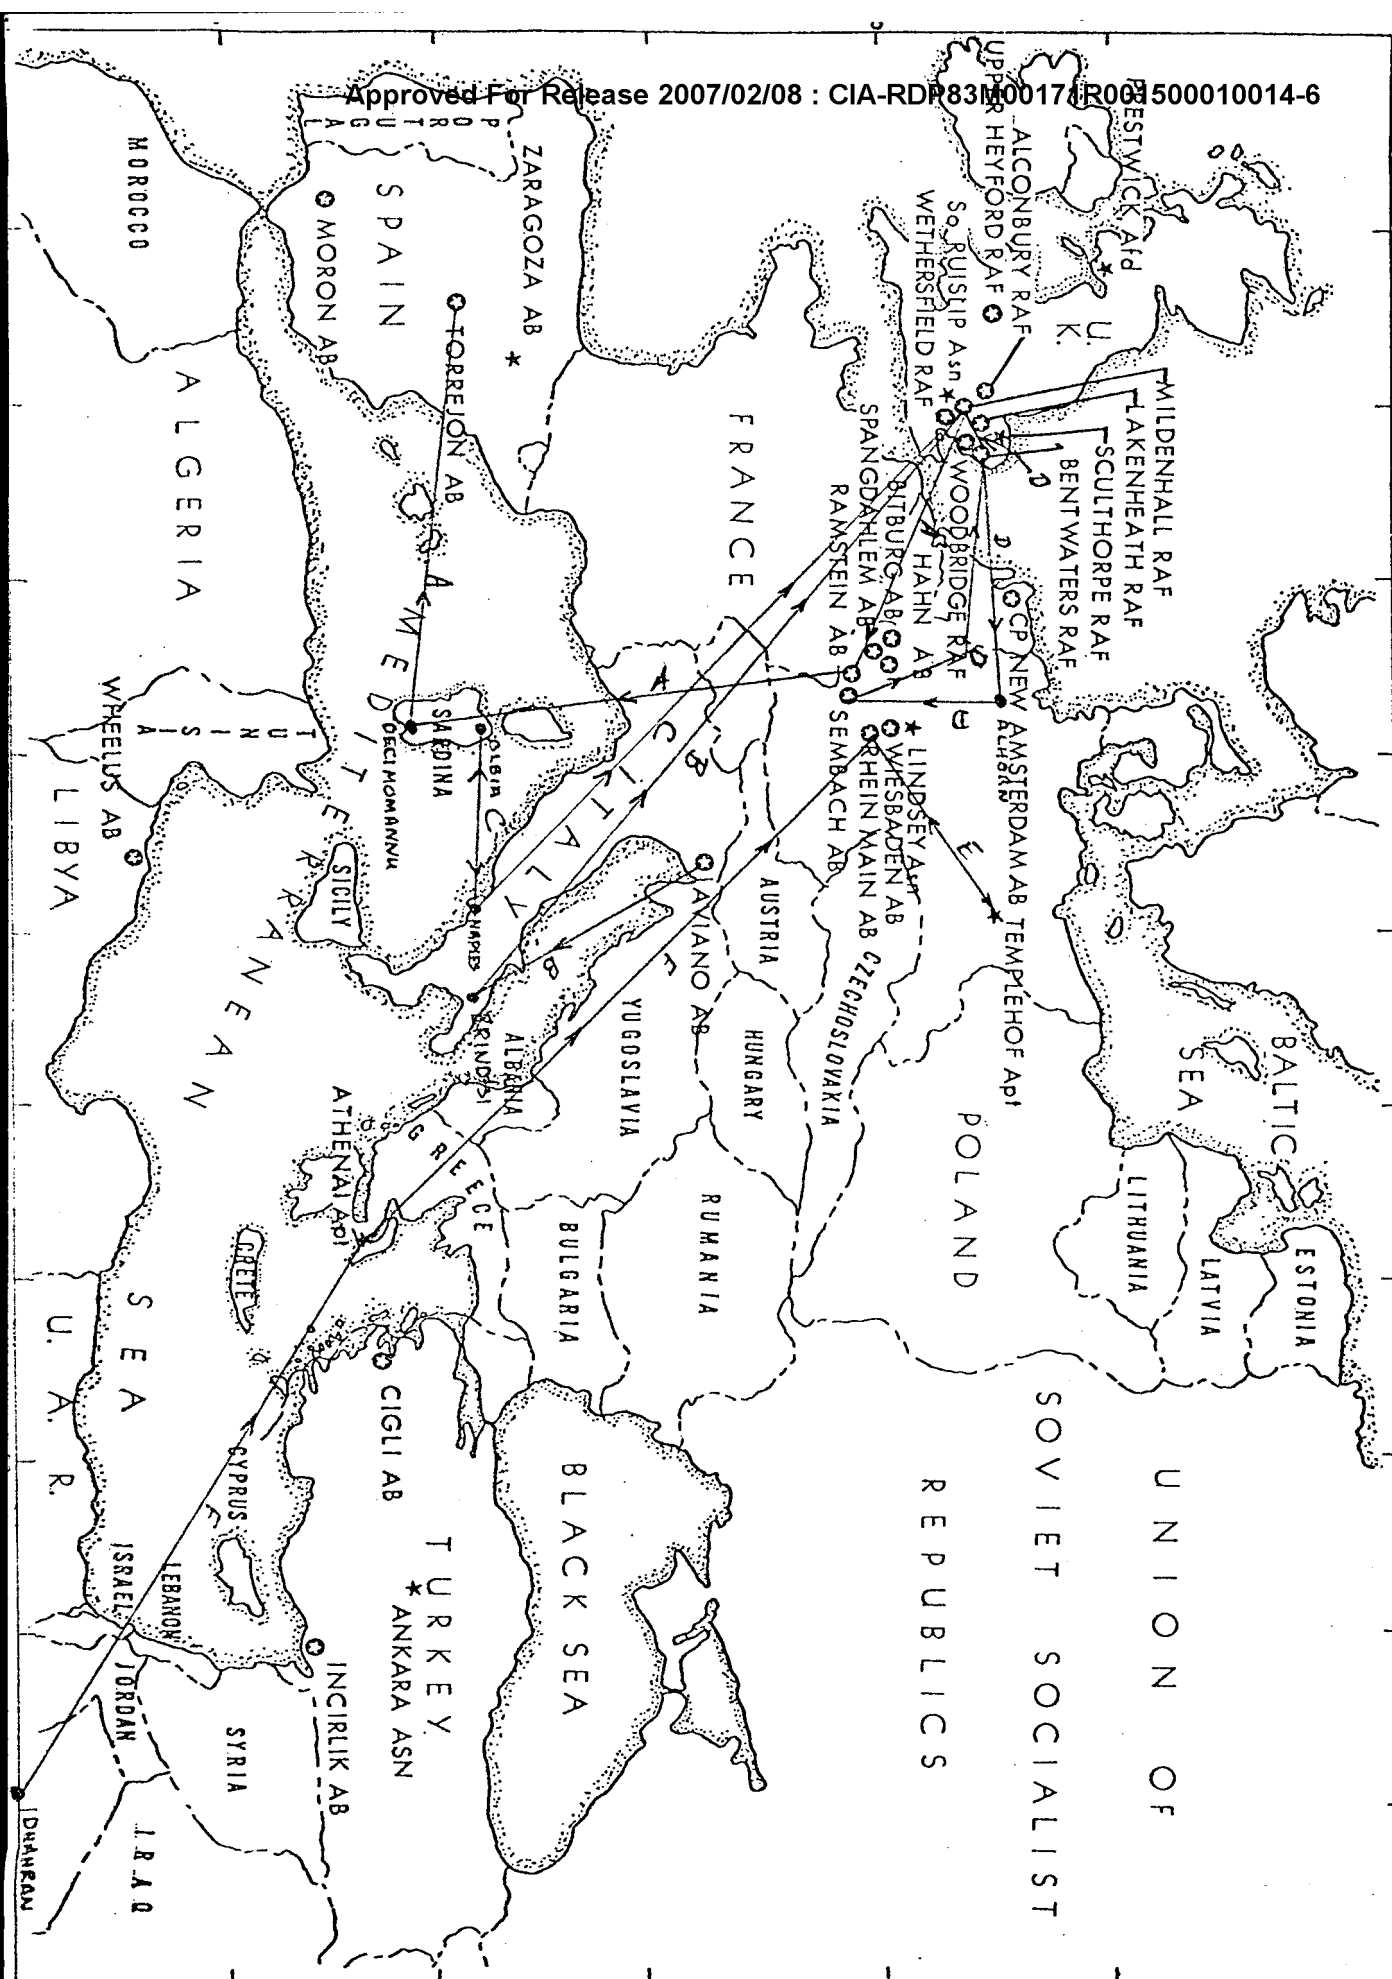 Approved For Release 2007/02/08 : CIA-RDP83M00171R001500010014-6
PRESTWICK Afd
U. K.
ALCONBURY RAF
UPPER HEYFORD RAF
So. RUISLIP Asn
WETHERSFIELD RAF
MILDENHALL RAF
LAKENHEATH RAF
SCULTHORPE RAF
BENTWATERS RAF
WOODBRIDGE RAF
D
D
D
A
CP NEW AMSTERDAM AB
TEMPLEHOF Apt
HAHN AB
BITBURG AB
SPANGDAHLEM AB
RAMSTEIN AB
SEMBACH AB
RHEIN MAIN AB
WIESBADEN AB
LINDSEY Asn
E
BALTIC
SEA
ESTONIA
LATVIA
LITHUANIA
POLAND
UNION OF
SOVIET SOCIALIST
REPUBLICS
CZECHOSLOVAKIA
AUSTRIA
HUNGARY
RUMANIA
YUGOSLAVIA
BULGARIA
ALBANIA
GREECE
FRANCE
ITALY
A
C
B
B
F
AVIANO AB
BRINDISI
NAPLES
OLBIA
C
SARDINA
DECIMOMANNU
SICILY
PORTUGAL
SPAIN
ZARAGOZA AB
TORREJON AB
MORON AB
A
MOROCCO
ALGERIA
TUNISIA
LIBYA
WHEELUS AB
MEDITERRANEAN
SEA
ATHENAI Apt
CRETE
U. A. R.
BLACK SEA
TURKEY
CIGLI AB
ANKARA ASN
INCIRLIK AB
CYPRUS
F
LEBANON
ISRAEL
JORDAN
SYRIA
IRAQ
DHAHRAN